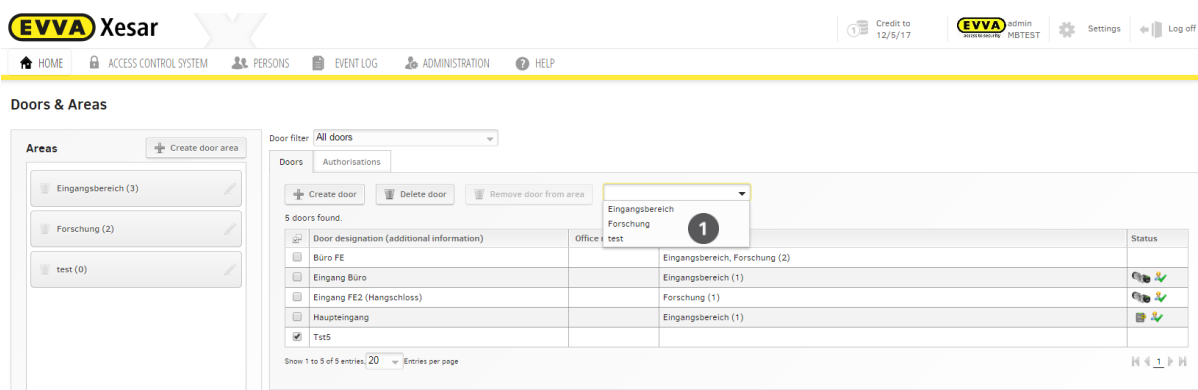 EVVA Xesar
1 Credit to
12/5/17
EVVA admin
access to security MBTEST
Settings
Log off
HOME ACCESS CONTROL SYSTEM PERSONS EVENT LOG ADMINISTRATION ? HELP
Doors & Areas
Areas
Create door area
Eingangsbereich (3)
Forschung (2)
test (0)
Door filter All doors
Doors Authorisations
Create door Delete door Remove door from area
Eingangsbereich
Forschung
test
1
5 doors found.
Door designation (additional information) Office Status
Büro FE Eingangsbereich, Forschung (2)
Eingang Büro Eingangsbereich (1)
Eingang FE2 (Hangschloss) Forschung (1)
Haupteingang Eingangsbereich (1)
Tst5
Show 1 to 5 of 5 entries, 20 Entries per page
1